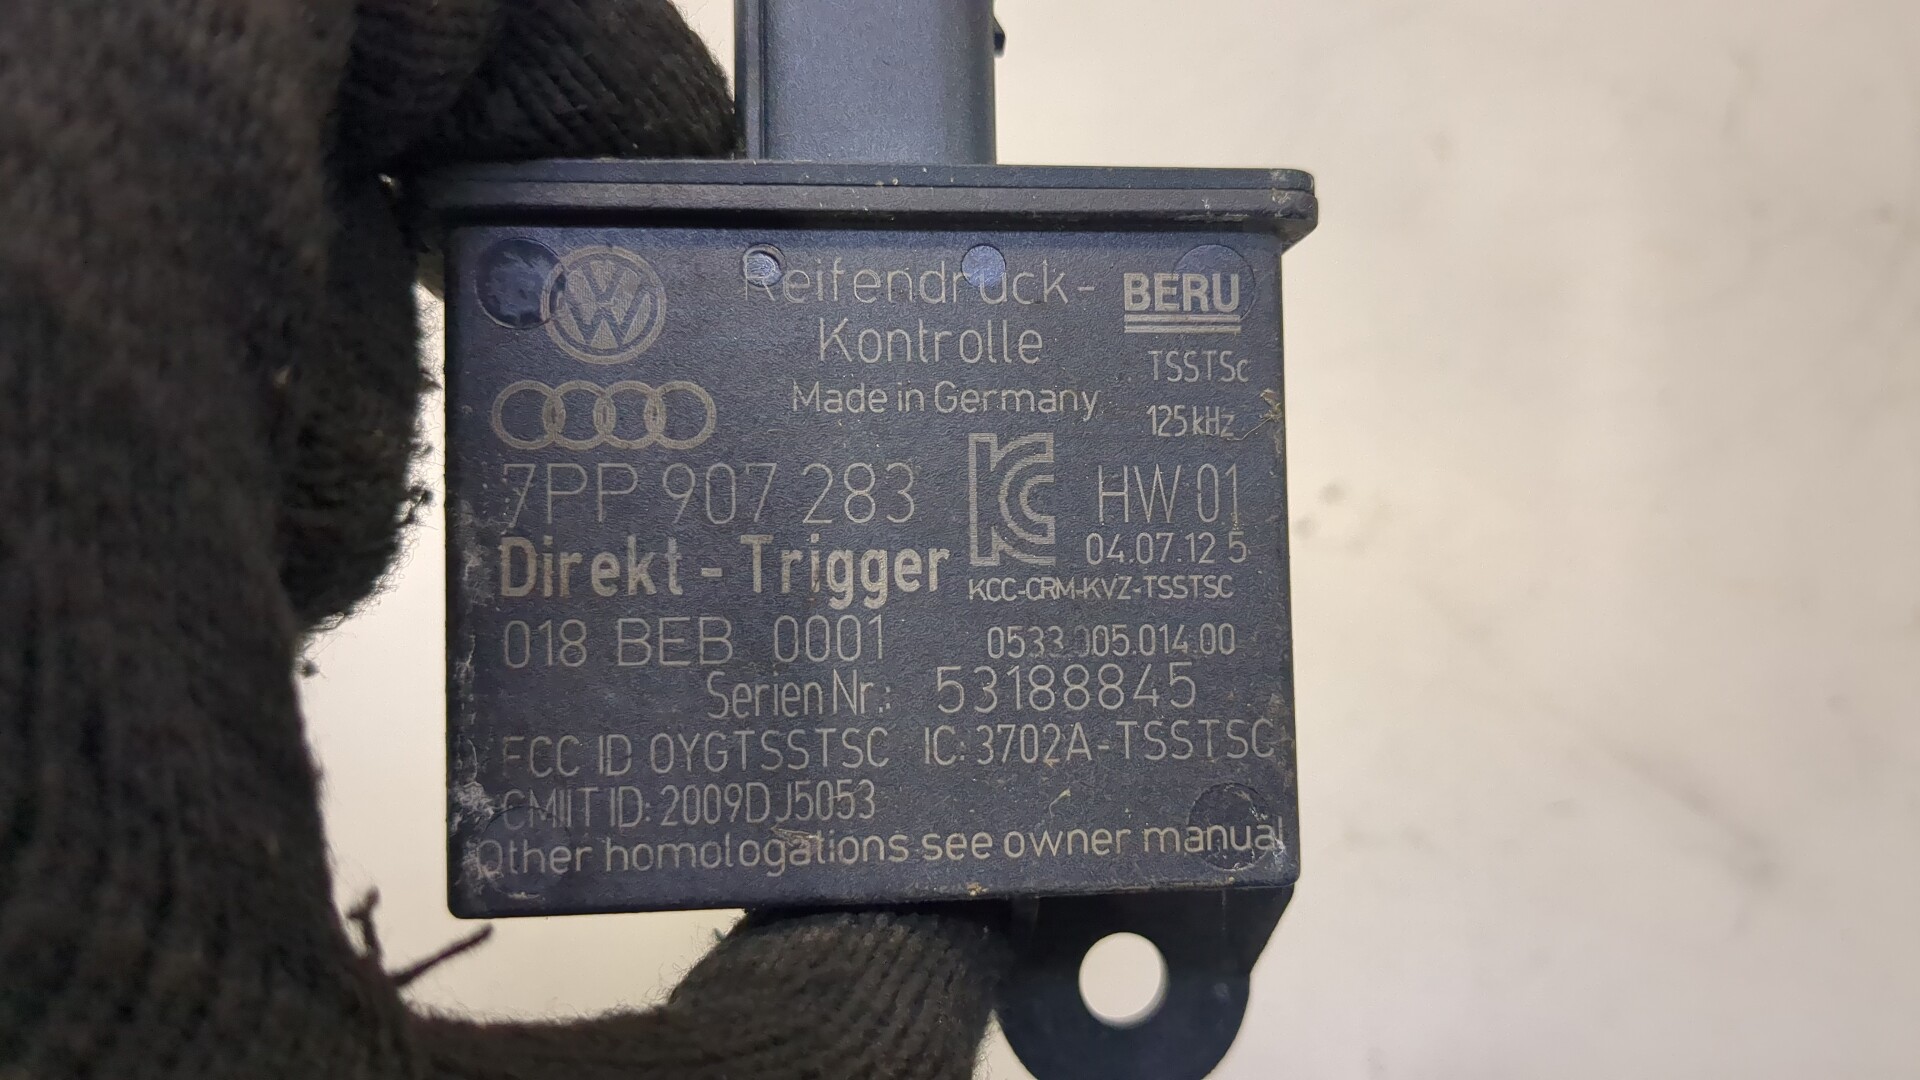 Reifendruck-
Kontrolle
Made in Germany
BERU
TSSTSc
125kHz
7PP 907 283
HW 01
Direkt - Trigger
04.07.12 5
KCC-CRM-KVZ-TSSTSC
018 BEB 0001
0533.005.014.00
Serien Nr.: 53188845
FCC ID OYGTSSTSC IC: 3702A-TSSTSC
CMIIT ID: 2009DJ5053
Other homologations see owner manual